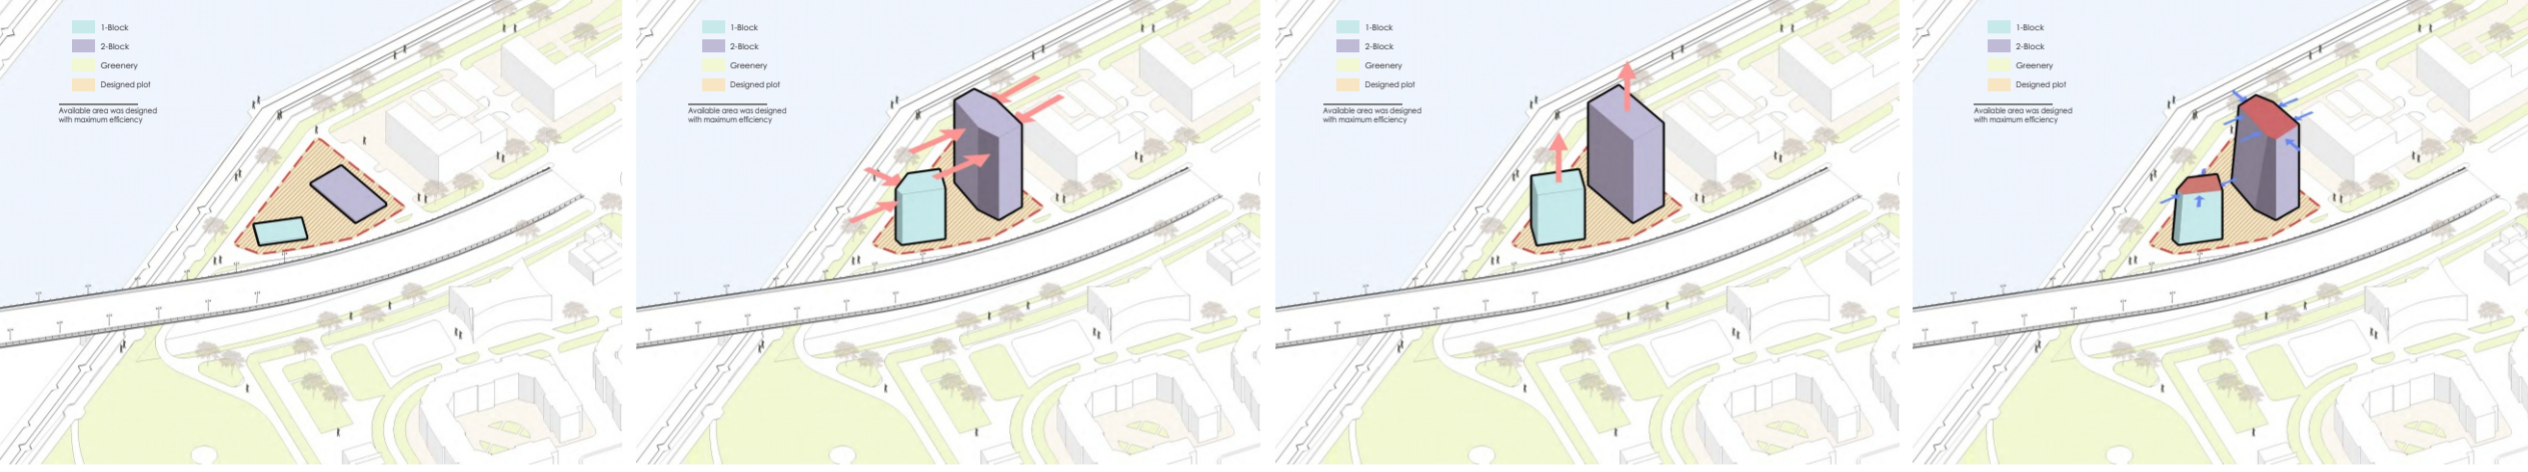 1-Block
2-Block
Greenery
Designed plot
Available area was designed
with maximum efficiency
1-Block
2-Block
Greenery
Designed plot
Available area was designed
with maximum efficiency
1-Block
2-Block
Greenery
Designed plot
Available area was designed
with maximum efficiency
1-Block
2-Block
Greenery
Designed plot
Available area was designed
with maximum efficiency